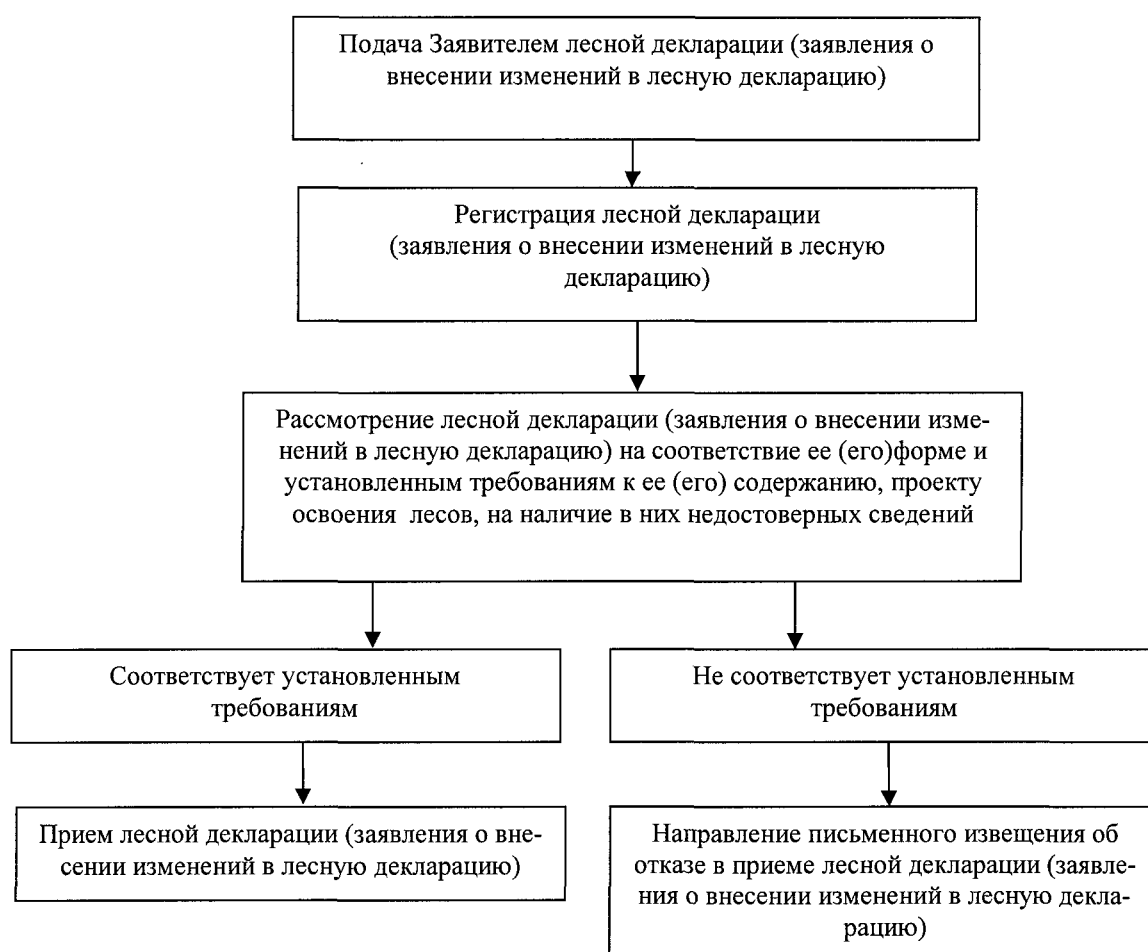 Подача Заявителем лесной декларации (заявления о
внесении изменений в лесную декларацию)
Регистрация лесной декларации
(заявления о внесении изменений в лесную
декларацию)
Рассмотрение лесной декларации (заявления о внесении изме-
нений в лесную декларацию) на соответствие ее (его)форме и
установленным требованиям к ее (его) содержанию, проекту
освоения лесов, на наличие в них недостоверных сведений
Соответствует установленным
требованиям
Не соответствует установленным
требованиям
Прием лесной декларации (заявления о вне-
сении изменений в лесную декларацию)
Направление письменного извещения об
отказе в приеме лесной декларации (заявле-
ния о внесении изменений в лесную декла-
рацию)